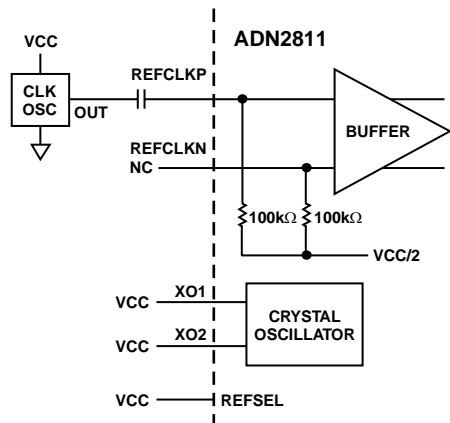 ADN2811
VCC
REFCLKP
CLK
OSC
OUT
BUFFER
REFCLKN
NC
100kΩ
100kΩ
VCC/2
VCC
XO1
CRYSTAL
OSCILLATOR
VCC
XO2
VCC
REFSEL